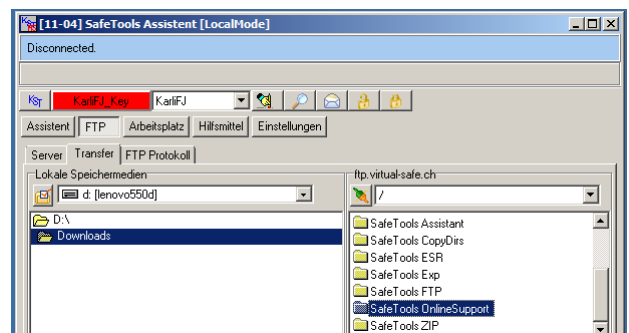 [11-04] SafeTools Assistent [LocalMode]
Disconnected.
KST KarliFJ_Key KarliFJ
Assistent FTP Arbeitsplatz Hilfsmittel Einstellungen
Server Transfer FTP Protokoll
Lokale Speichermedien
d: [lenovo550d]
D:\
Downloads
ftp.virtual-safe.ch
/
SafeTools Assistant
SafeTools CopyDirs
SafeTools ESR
SafeTools Exp
SafeTools FTP
SafeTools OnlineSupport
SafeTools ZIP